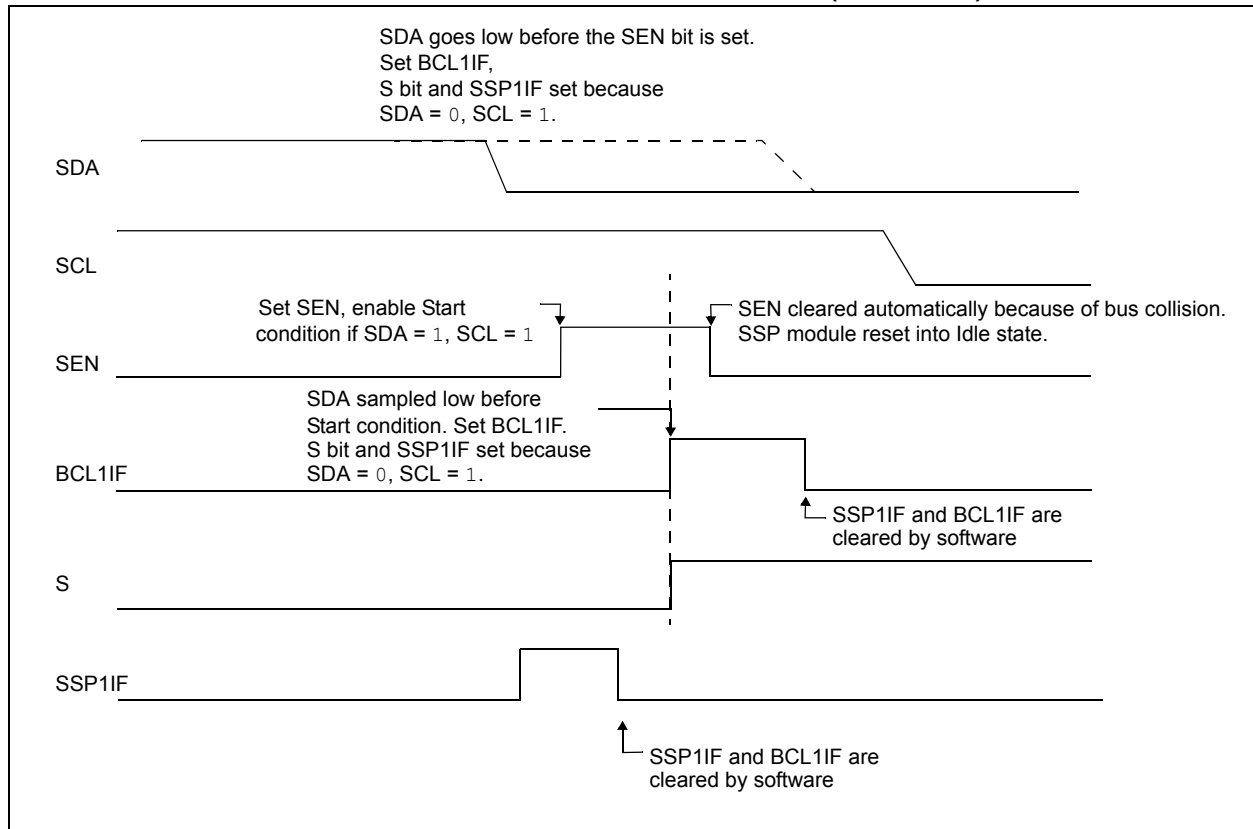 SDA goes low before the SEN bit is set.
Set BCL1IF,
S bit and SSP1IF set because
SDA = 0, SCL = 1.
SDA
SCL
Set SEN, enable Start
condition if SDA = 1, SCL = 1
SEN cleared automatically because of bus collision.
SSP module reset into Idle state.
SEN
SDA sampled low before
Start condition. Set BCL1IF.
S bit and SSP1IF set because
SDA = 0, SCL = 1.
BCL1IF
SSP1IF and BCL1IF are
cleared by software
S
SSP1IF
SSP1IF and BCL1IF are
cleared by software